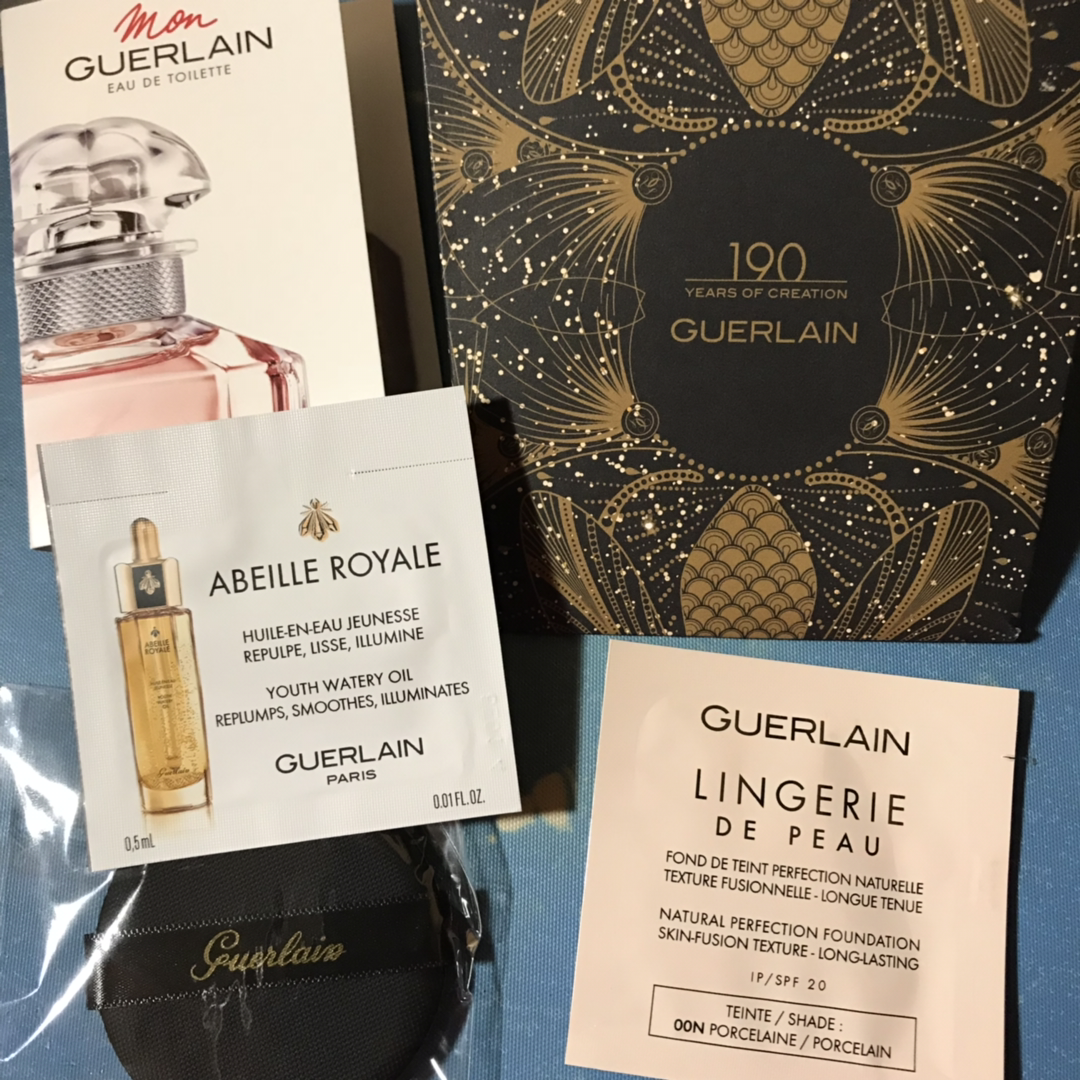 Mon
GUERLAIN
EAU DE TOILETTE
190
YEARS OF CREATION
GUERLAIN
ABEILLE ROYALE
HUILE-EN-EAU JEUNESSE
REPULPE, LISSE, ILLUMINE
YOUTH WATERY OIL
REPLUMPS, SMOOTHES, ILLUMINATES
GUERLAIN
PARIS
0,5 mL
0.01 FL.OZ.
ABEILLE
ROYALE
Guerlain
Guerlain
GUERLAIN
LINGERIE
DE PEAU
FOND DE TEINT PERFECTION NATURELLE
TEXTURE FUSIONNELLE - LONGUE TENUE
NATURAL PERFECTION FOUNDATION
SKIN-FUSION TEXTURE - LONG-LASTING
IP/SPF 20
TEINTE / SHADE :
00N PORCELAINE / PORCELAIN